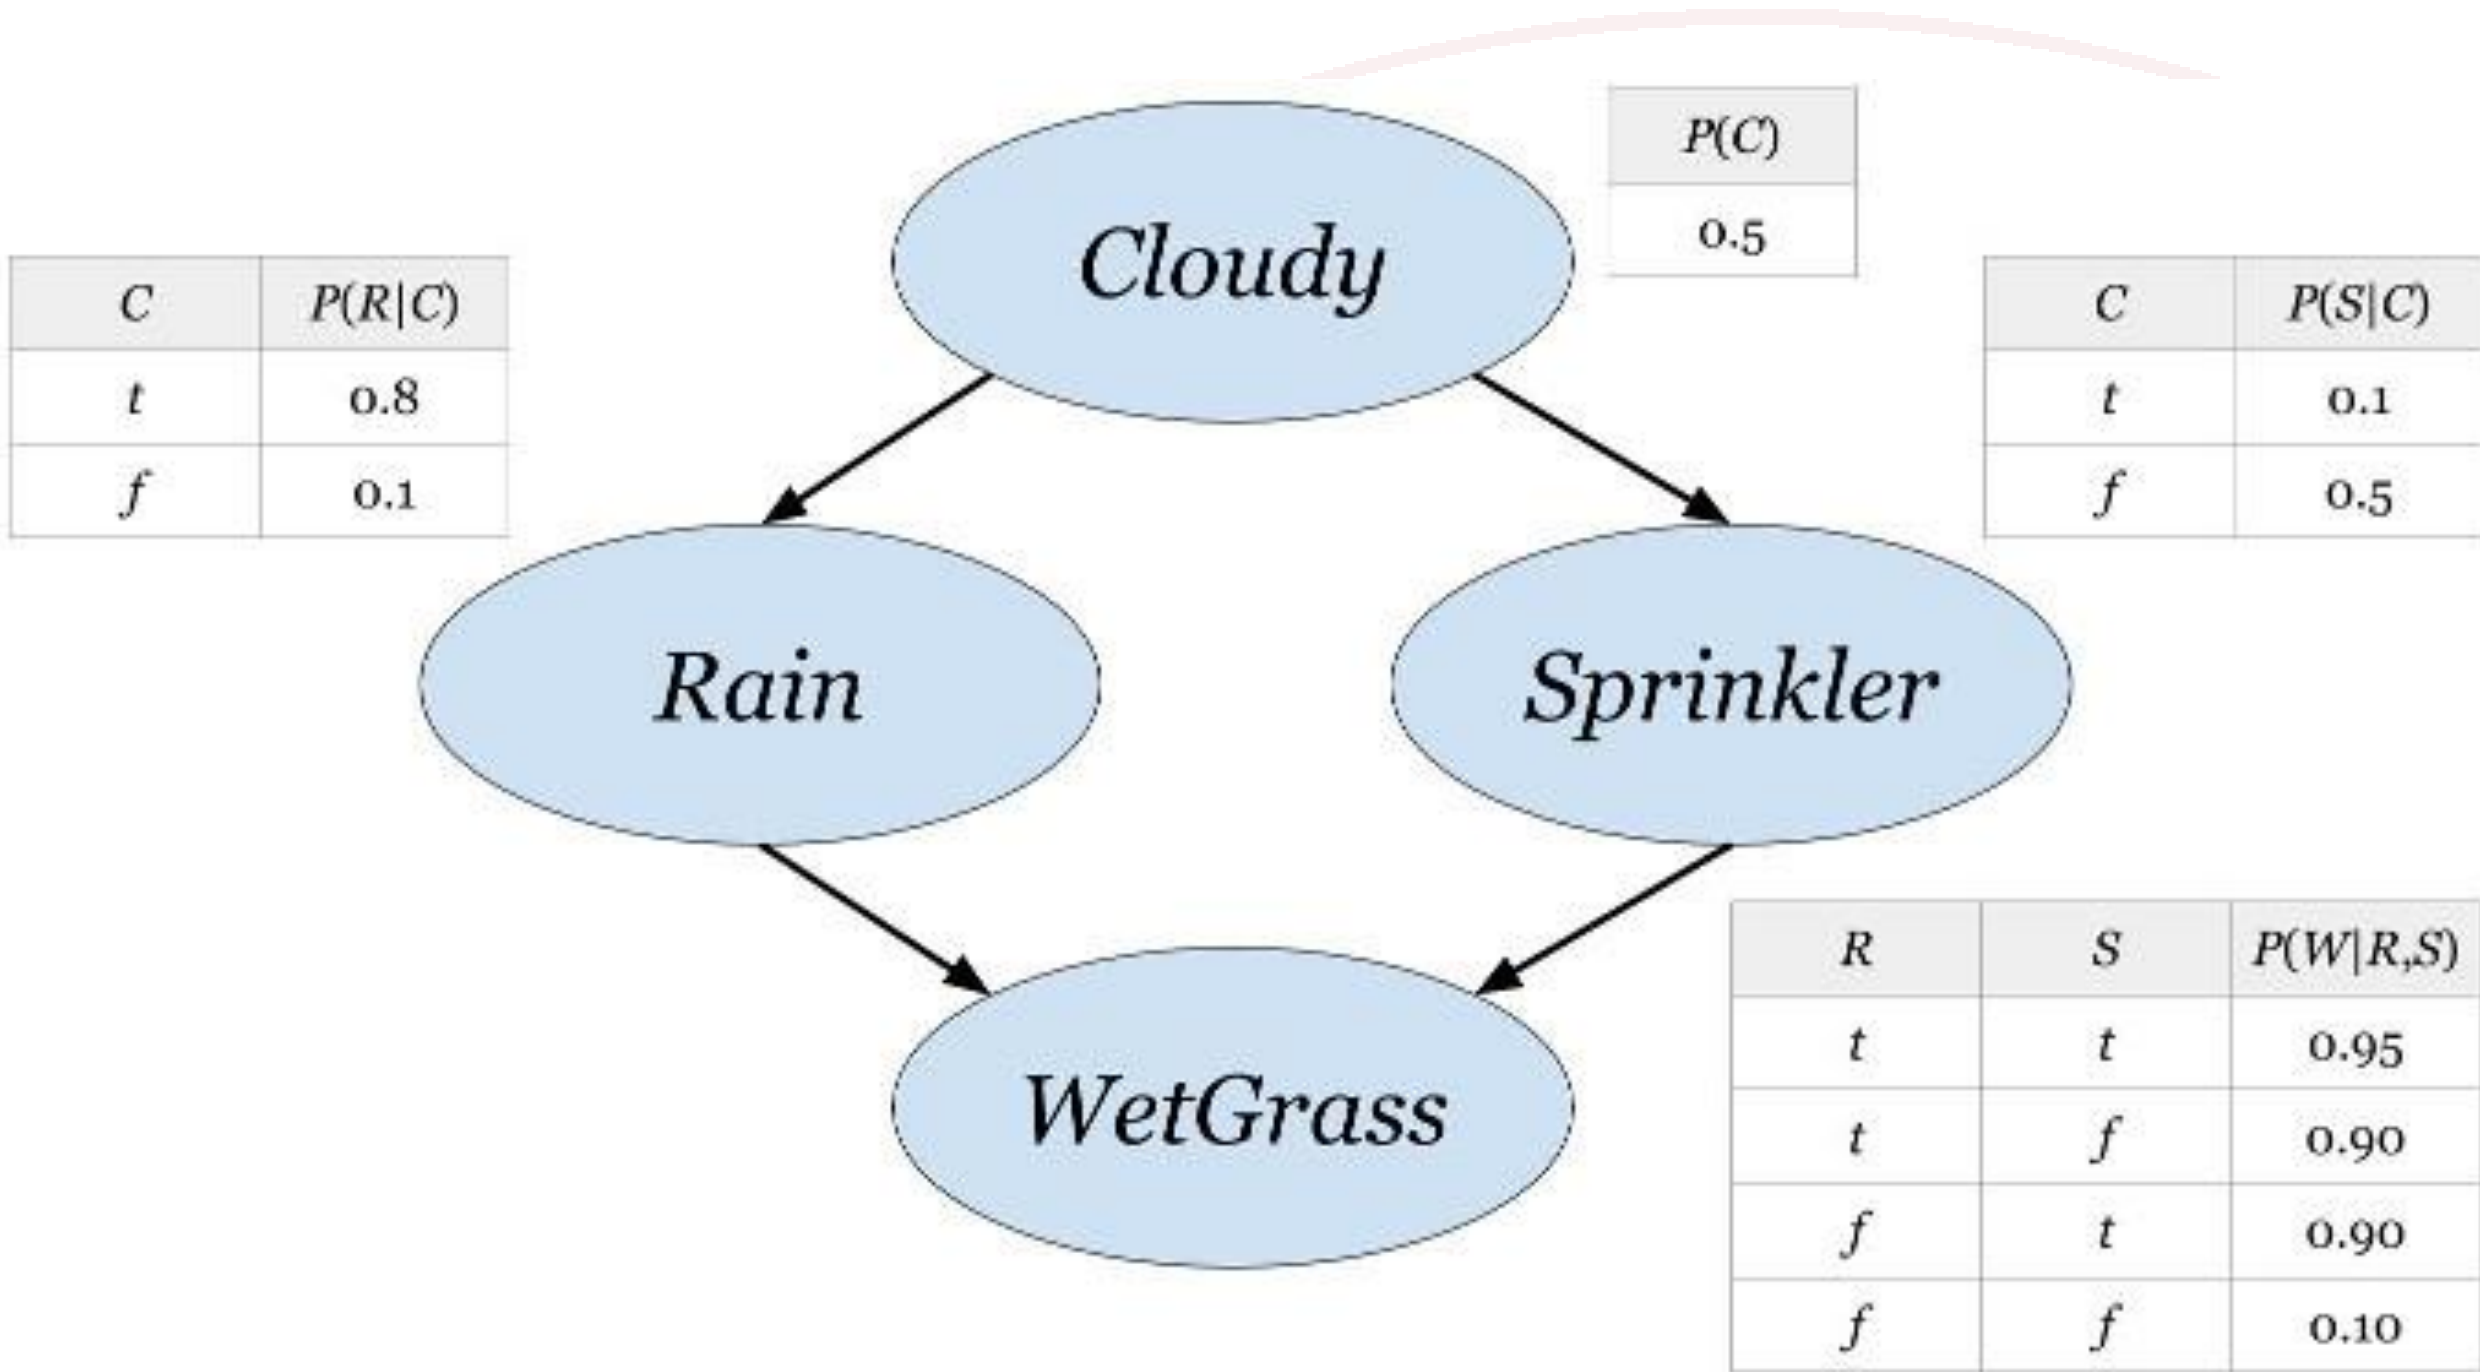 P(C)
0.5
Cloudy
C P(R|C)
t 0.8
f 0.1
C P(S|C)
t 0.1
f 0.5
Rain
Sprinkler
WetGrass
R S P(W|R,S)
t t 0.95
t f 0.90
f t 0.90
f f 0.10